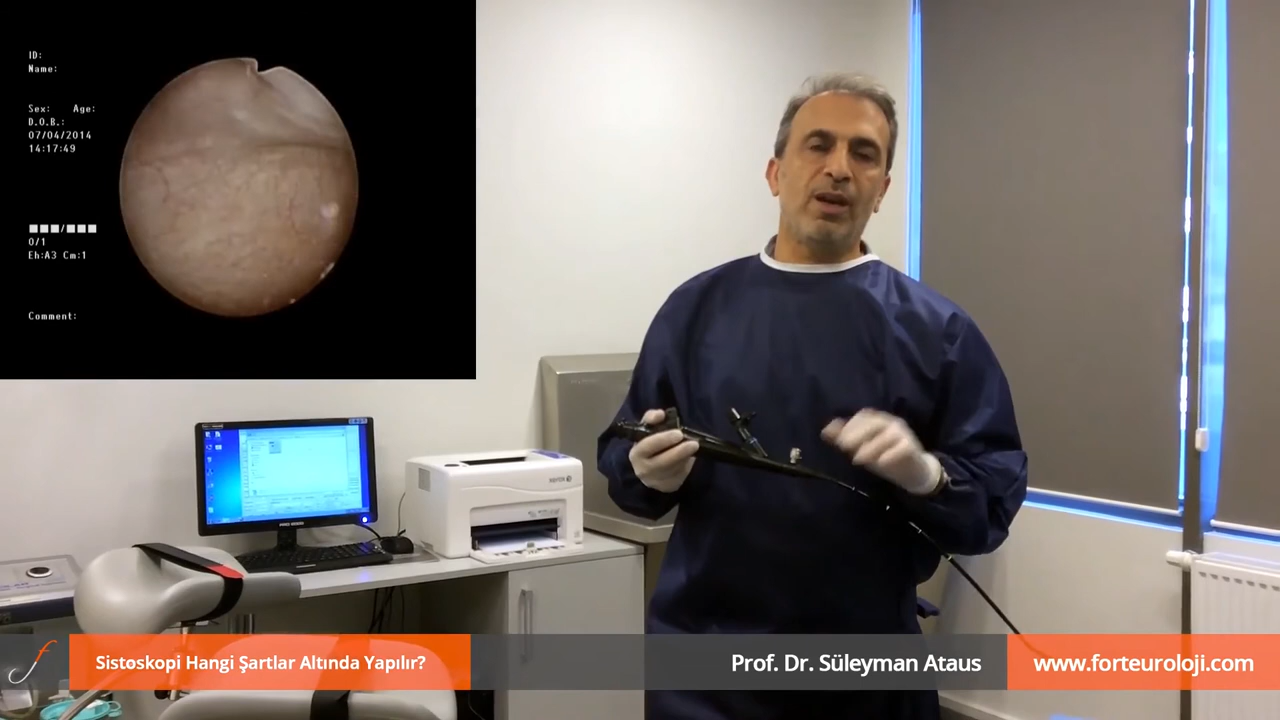 ID:
Name:
Sex: Age:
D.O.B.:
07/04/2014
14:17:49
0/1
Eh:A3 Cm:1
Comment:
xerox
Sistoskopi Hangi Şartlar Altında Yapılır?
Prof. Dr. Süleyman Ataus
www.forteuroloji.com